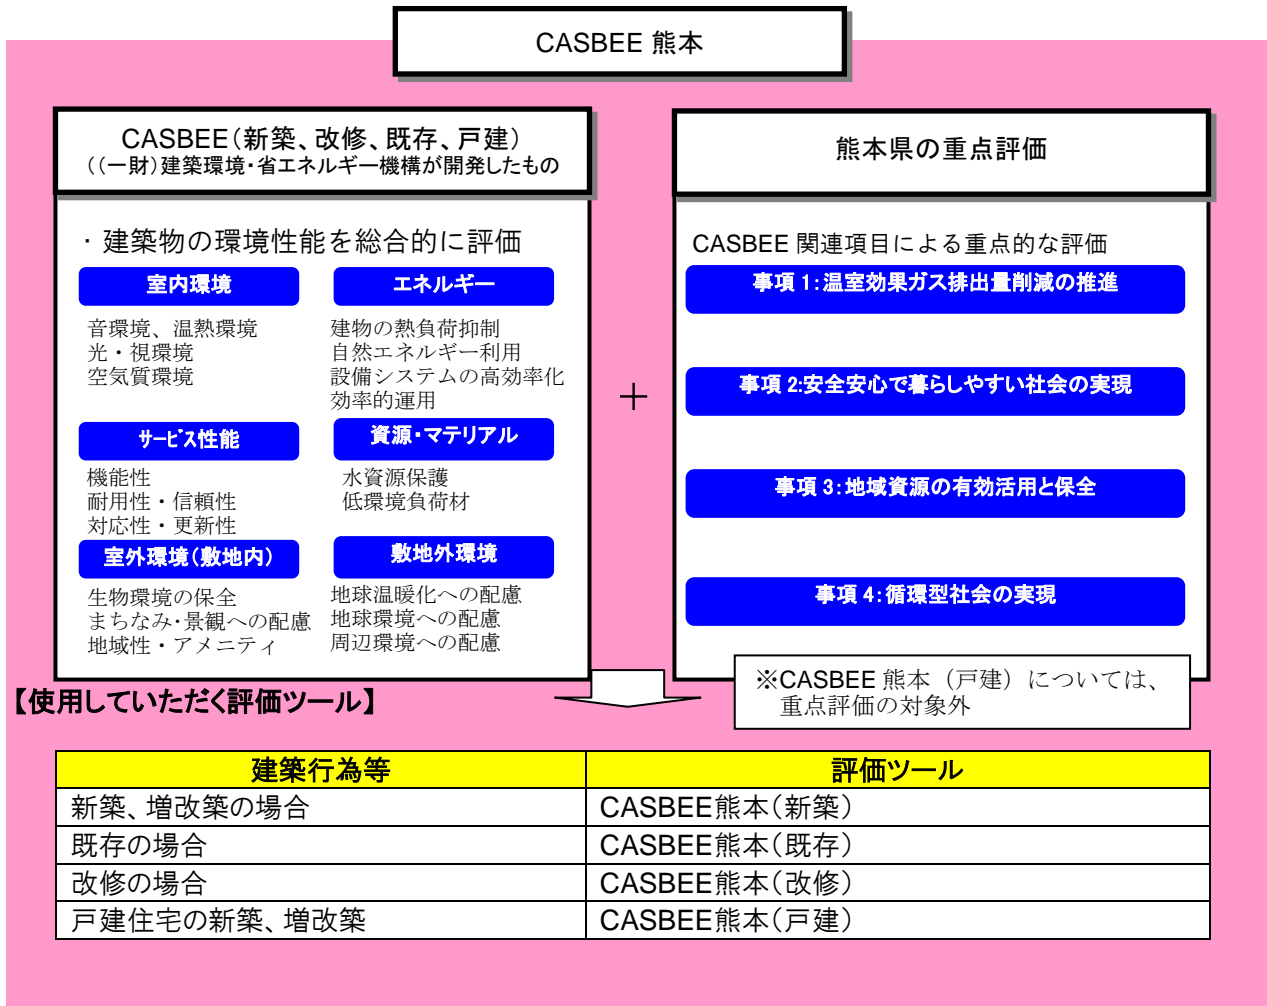 CASBEE 熊本
CASBEE(新築、改修、既存、戸建)
((一財)建築環境・省エネルギー機構が開発したもの
・建築物の環境性能を総合的に評価
室内環境
音環境、温熱環境
光・視環境
空気質環境
エネルギー
建物の熱負荷抑制
自然エネルギー利用
設備システムの高効率化
効率的運用
サービス性能
機能性
耐用性・信頼性
対応性・更新性
資源・マテリアル
水資源保護
低環境負荷材
室外環境(敷地内)
生物環境の保全
まちなみ・景観への配慮
地域性・アメニティ
敷地外環境
地球温暖化への配慮
地球環境への配慮
周辺環境への配慮
+
熊本県の重点評価
CASBEE 関連項目による重点的な評価
事項 1:温室効果ガス排出量削減の推進
事項 2:安全安心で暮らしやすい社会の実現
事項 3:地域資源の有効活用と保全
事項 4:循環型社会の実現
※CASBEE 熊本(戸建)については、
重点評価の対象外
【使用していただく評価ツール】
建築行為等 評価ツール
新築、増改築の場合 CASBEE熊本(新築)
既存の場合 CASBEE熊本(既存)
改修の場合 CASBEE熊本(改修)
戸建住宅の新築、増改築 CASBEE熊本(戸建)